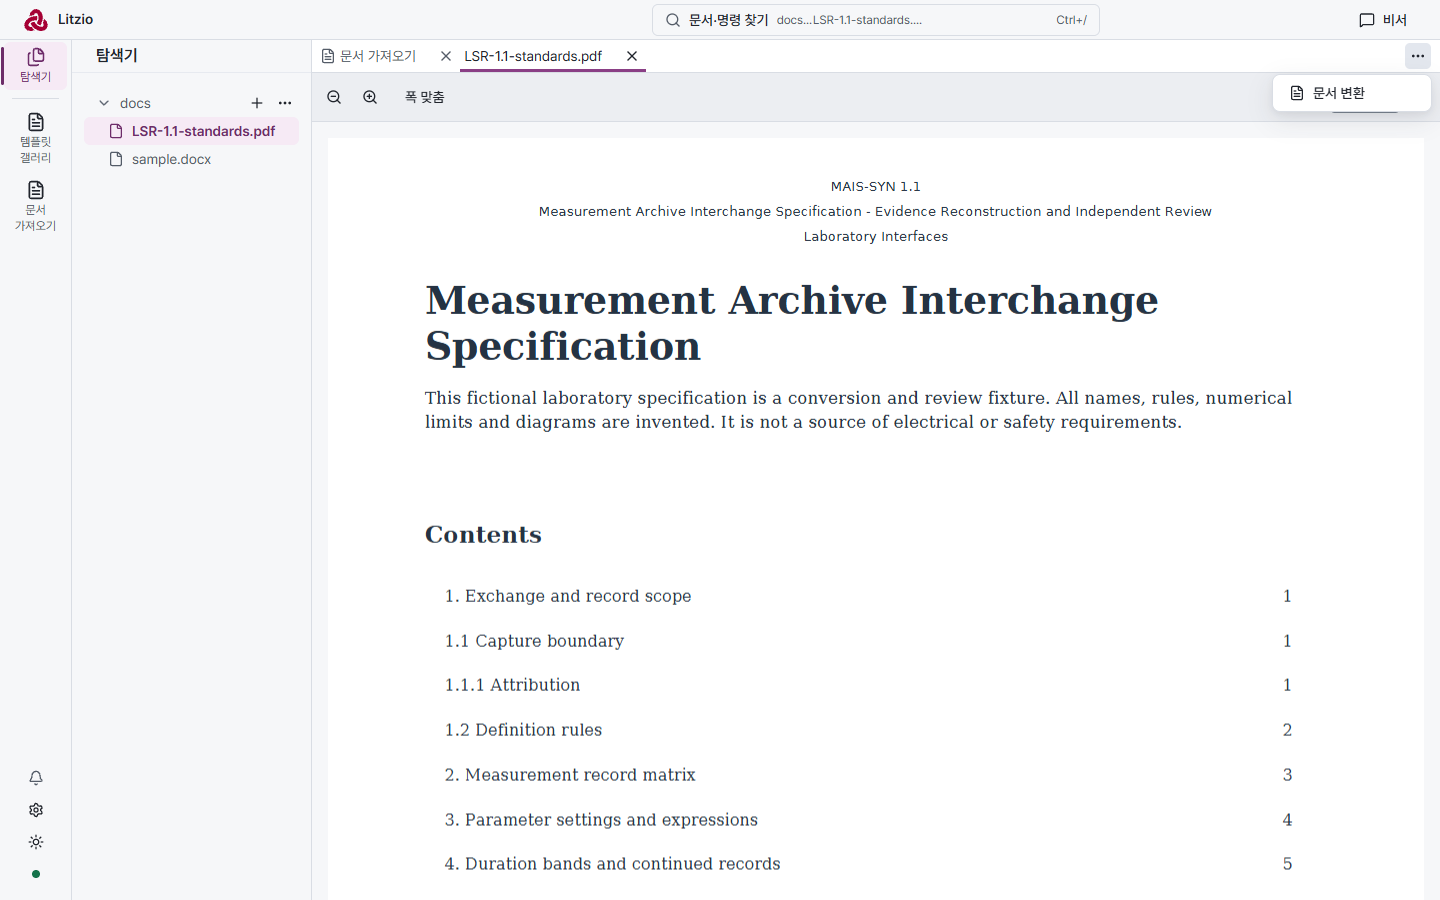 Litzio
문서·명령 찾기 docs...LSR-1.1-standards.... Ctrl+/
비서
탐색기
템플릿
갤러리
문서
가져오기
탐색기
docs
LSR-1.1-standards.pdf
sample.docx
문서 가져오기
LSR-1.1-standards.pdf
폭 맞춤
문서 변환
MAIS-SYN 1.1
Measurement Archive Interchange Specification - Evidence Reconstruction and Independent Review
Laboratory Interfaces
Measurement Archive Interchange
Specification
This fictional laboratory specification is a conversion and review fixture. All names, rules, numerical
limits and diagrams are invented. It is not a source of electrical or safety requirements.
Contents
1. Exchange and record scope 1
1.1 Capture boundary 1
1.1.1 Attribution 1
1.2 Definition rules 2
2. Measurement record matrix 3
3. Parameter settings and expressions 4
4. Duration bands and continued records 5